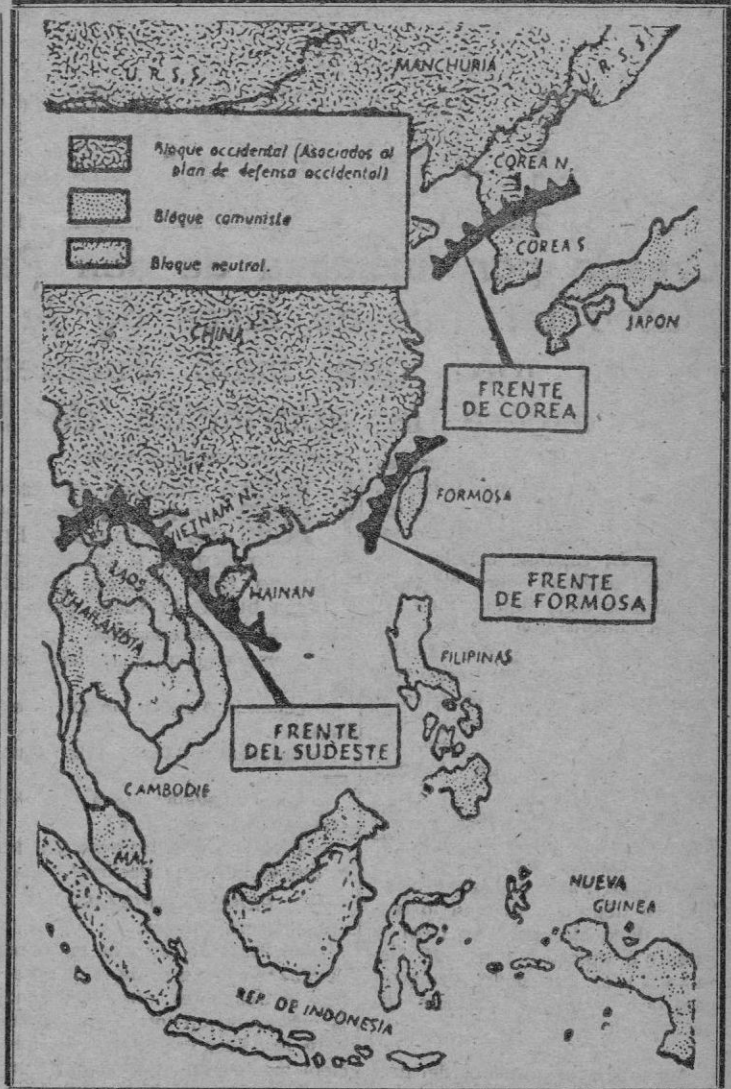 U.R.S.S.
MANCHURIA
U.R.S.S.
Bloque occidental (Asociados al
plan de defensa occidental)
Bloque comuniste
Bloque neutral.
COREA N.
COREA S
JAPON
CHINA
FRENTE
DE COREA
VIETNAM N.
FORMOSA
LAOS
HAINAN
THAILANDIA
FRENTE
DE FORMOSA
FILIPINAS
FRENTE
DEL SUDESTE
CAMBODIE
MAL.
NUEVA
GUINEA
REP. DE INDONESIA